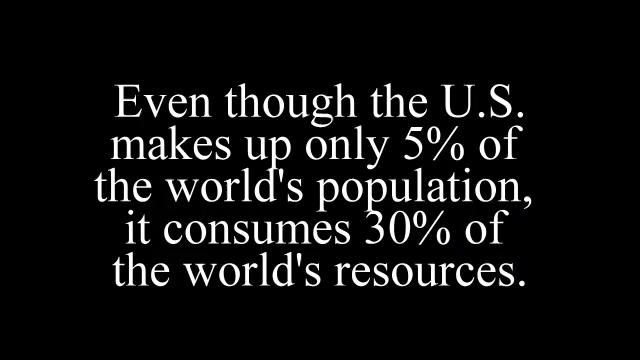 Even though the U.S.
makes up only 5% of
the world's population,
it consumes 30% of
the world's resources.